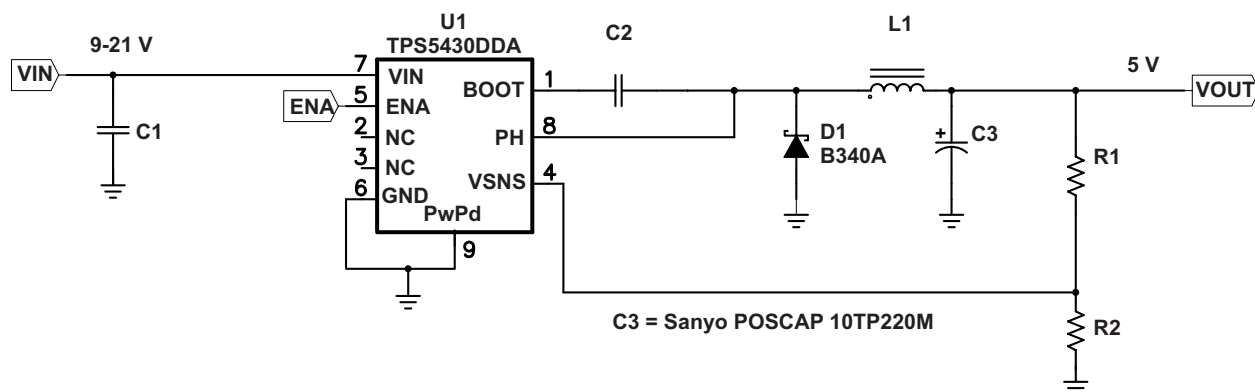 U1
TPS5430DDA
9-21 V
C2
L1
5 V
VIN
7
VIN
BOOT
1
VOUT
ENA
5
ENA
C1
2
NC
PH
8
D1
B340A
+
C3
R1
3
NC
VSNS
4
6
GND
PwPd
9
C3 = Sanyo POSCAP 10TP220M
R2